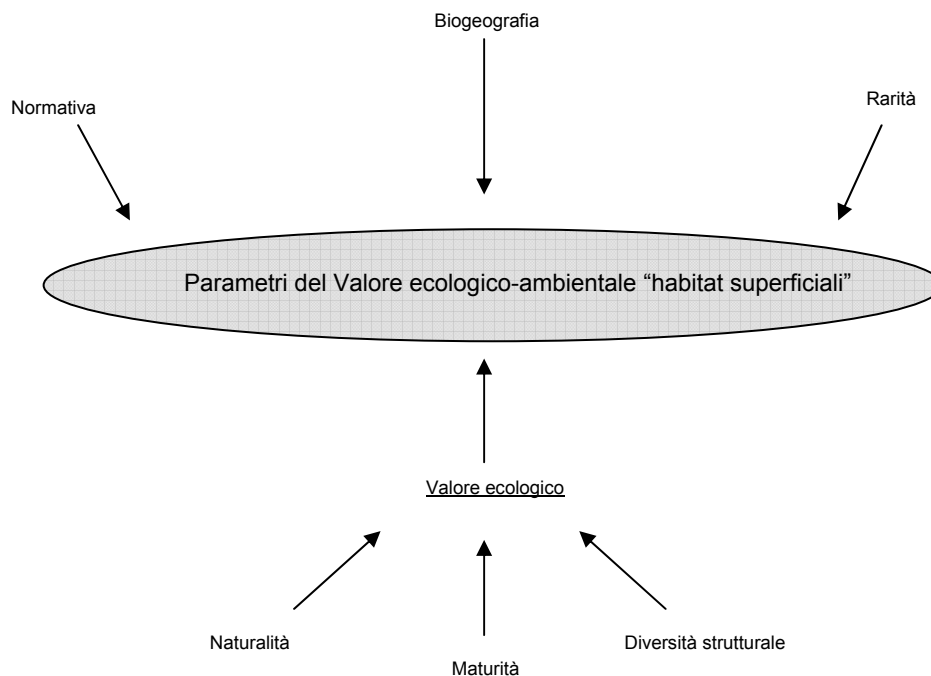 Biogeografia
Normativa
Rarità
Parametri del Valore ecologico-ambientale “habitat superficiali”
Valore ecologico
Naturalità
Maturità
Diversità strutturale